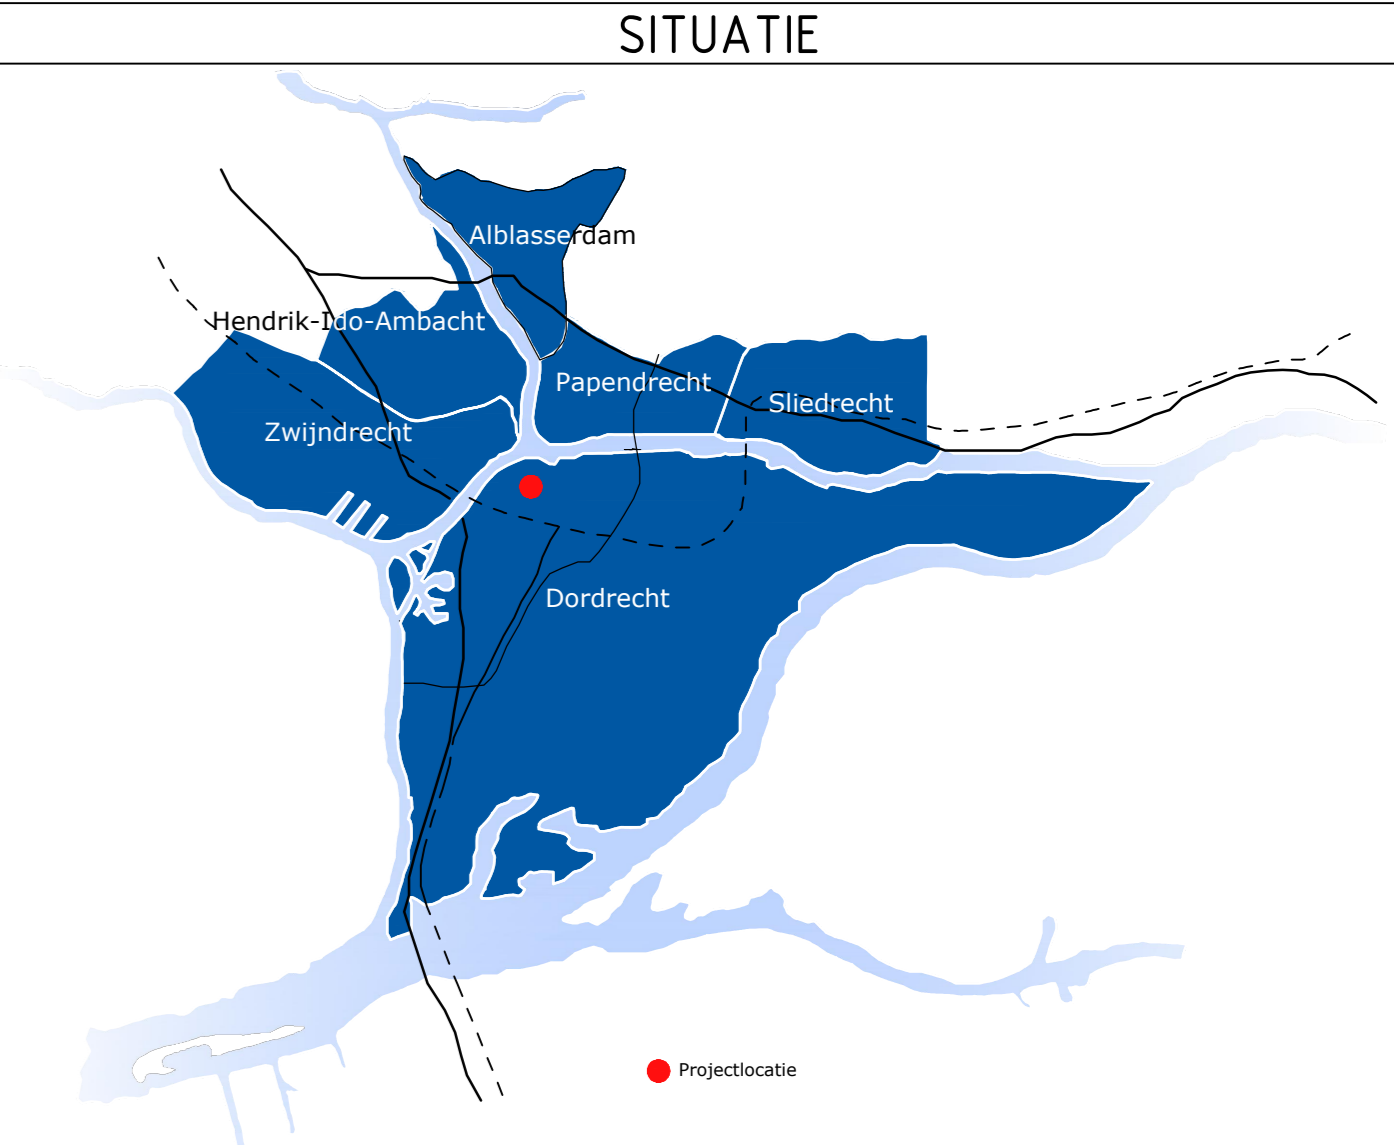 SITUATIE
Alblasserdam
Hendrik-Ido-Ambacht
Papendrecht
Sliedrecht
Zwijndrecht
Dordrecht
Projectlocatie